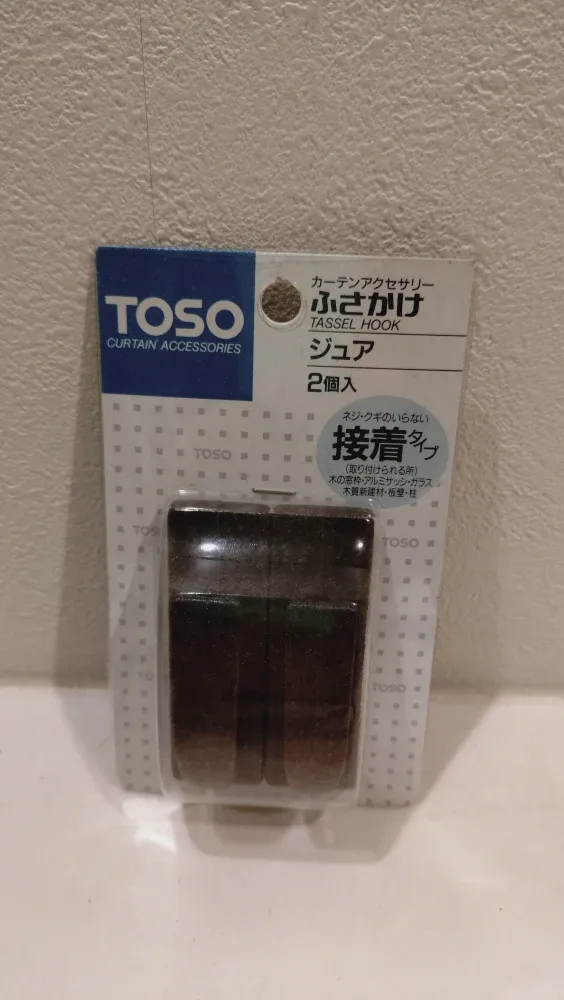 TOSO
CURTAIN ACCESSORIES
カーテンアクセサリー
ふさかけ
TASSEL HOOK
ジュア
2個入
ネジ・クギのいらない
接着タイプ
(取り付けられる所)
木の窓枠・アルミサッシ・ガラス
木質新建材・板壁・柱
TOSO
TOSO
TOSO
TOSO